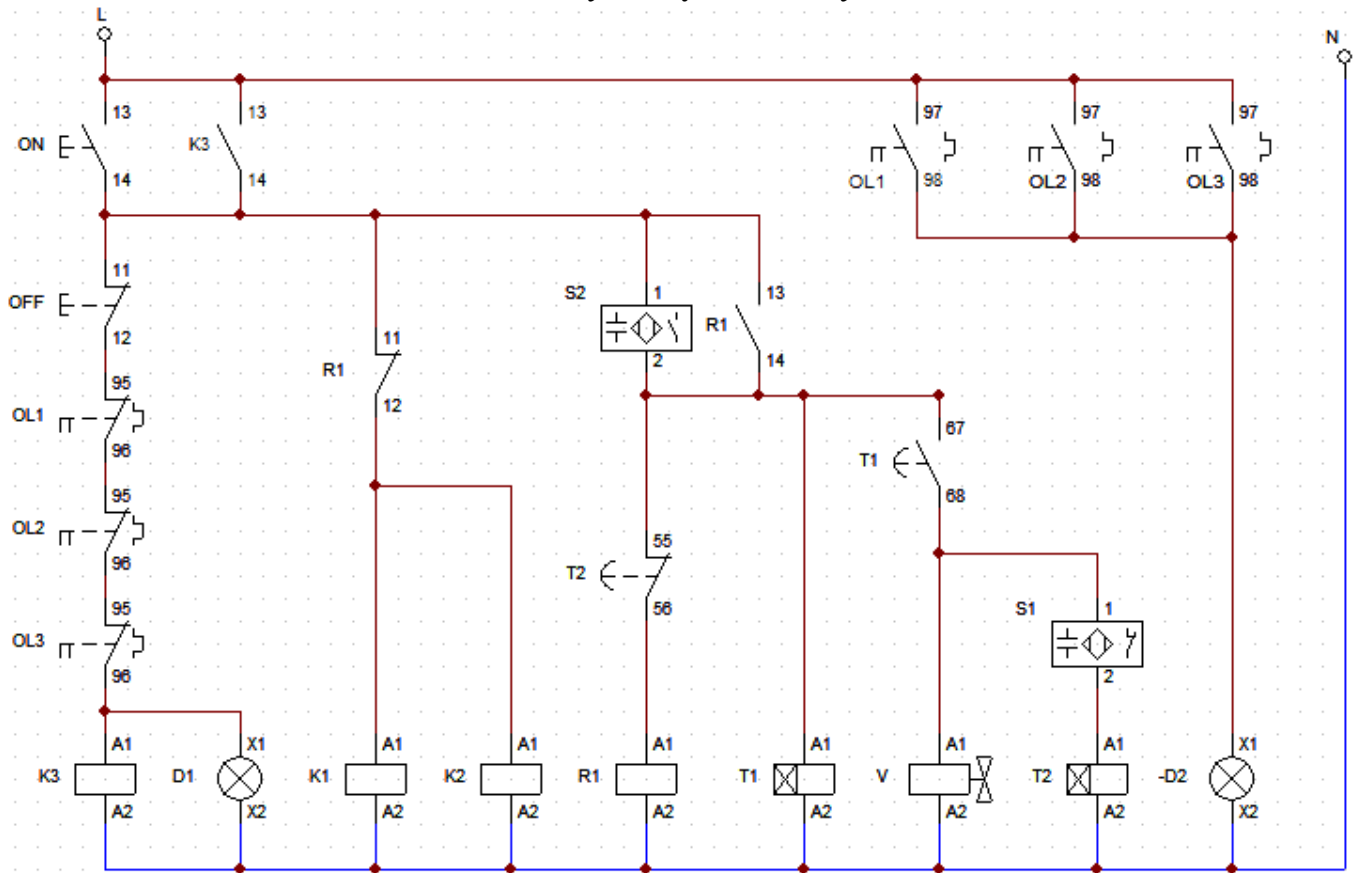 L
N
13 13 97 97 97
ON K3
14 14 OL1 98 OL2 98 OL3 98
11
OFF
12
S2 1 13
R1
2 14
11
R1
12
95
OL1
96
67
T1
68
95
OL2
96
55
T2
56
95
OL3
96
S1 1
2
A1 X1 A1 A1 A1 A1 A1 A1 X1
K3 D1 K1 K2 R1 T1 V T2 -D2
A2 X2 A2 A2 A2 A2 A2 A2 X2